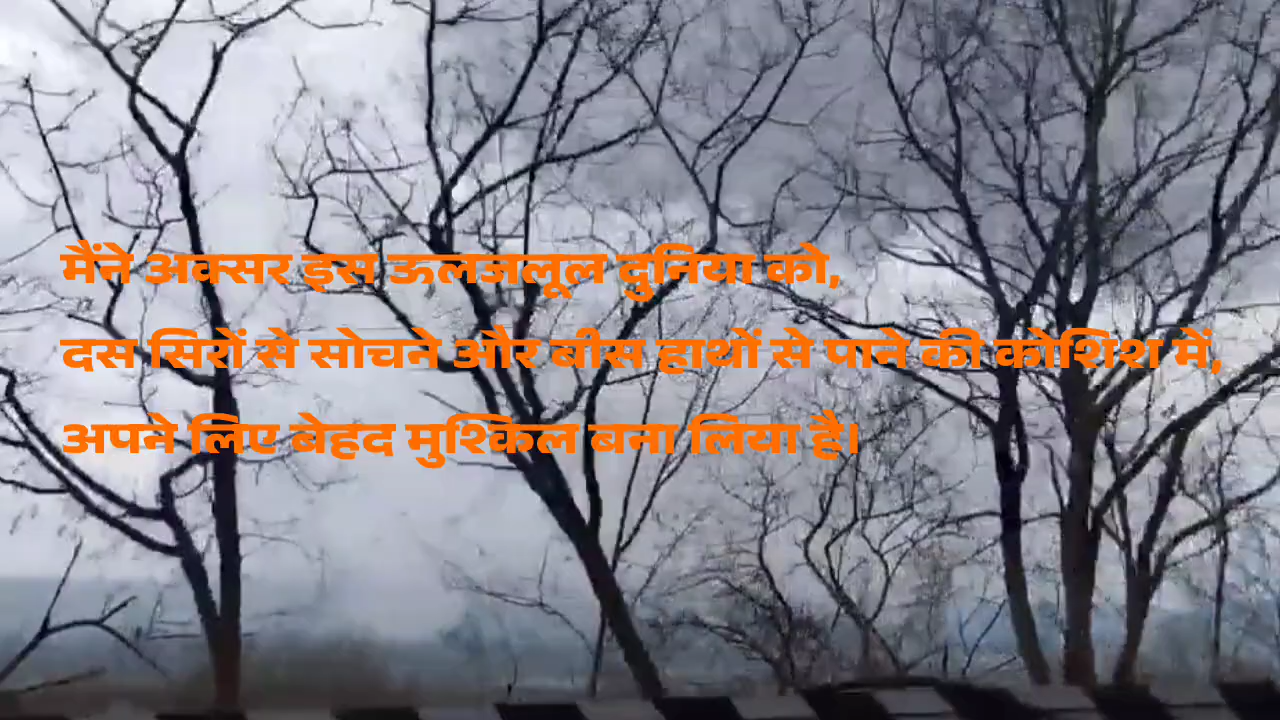 मैंने अक्सर इस ऊलजलूल दुनिया को,
दस सिरों से सोचने और बीस हाथों से पाने की कोशिश में,
अपने लिए बेहद मुश्किल बना लिया है।